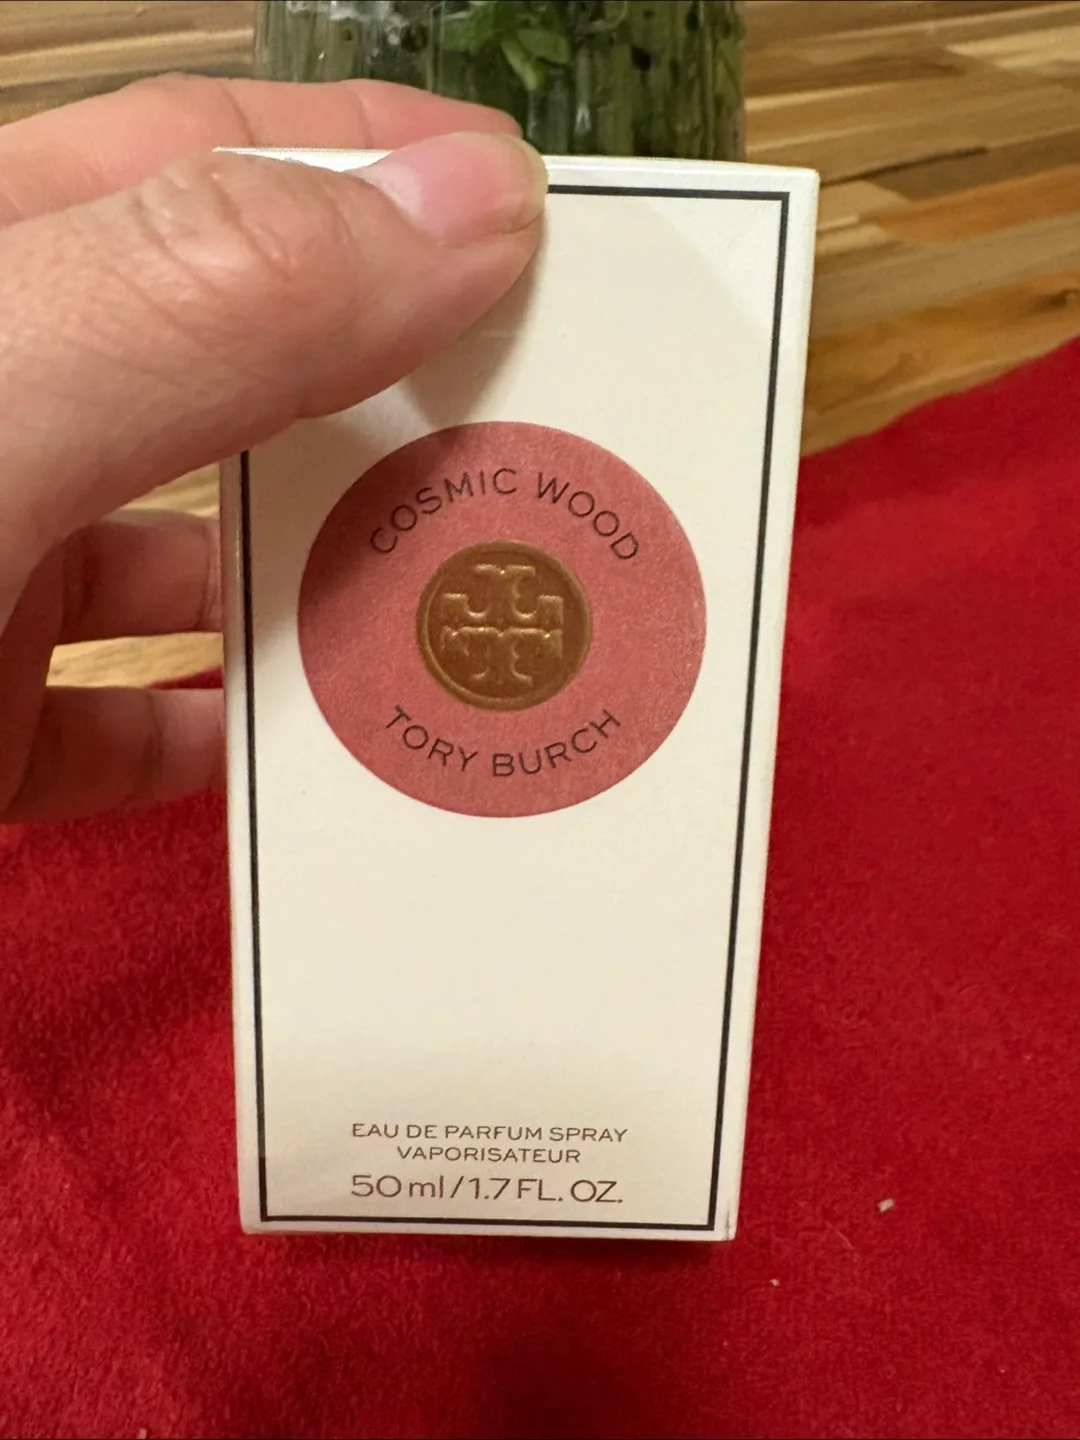 COSMIC WOOD
TORY BURCH
EAU DE PARFUM SPRAY
VAPORISATEUR
50 ml / 1.7 FL. OZ.